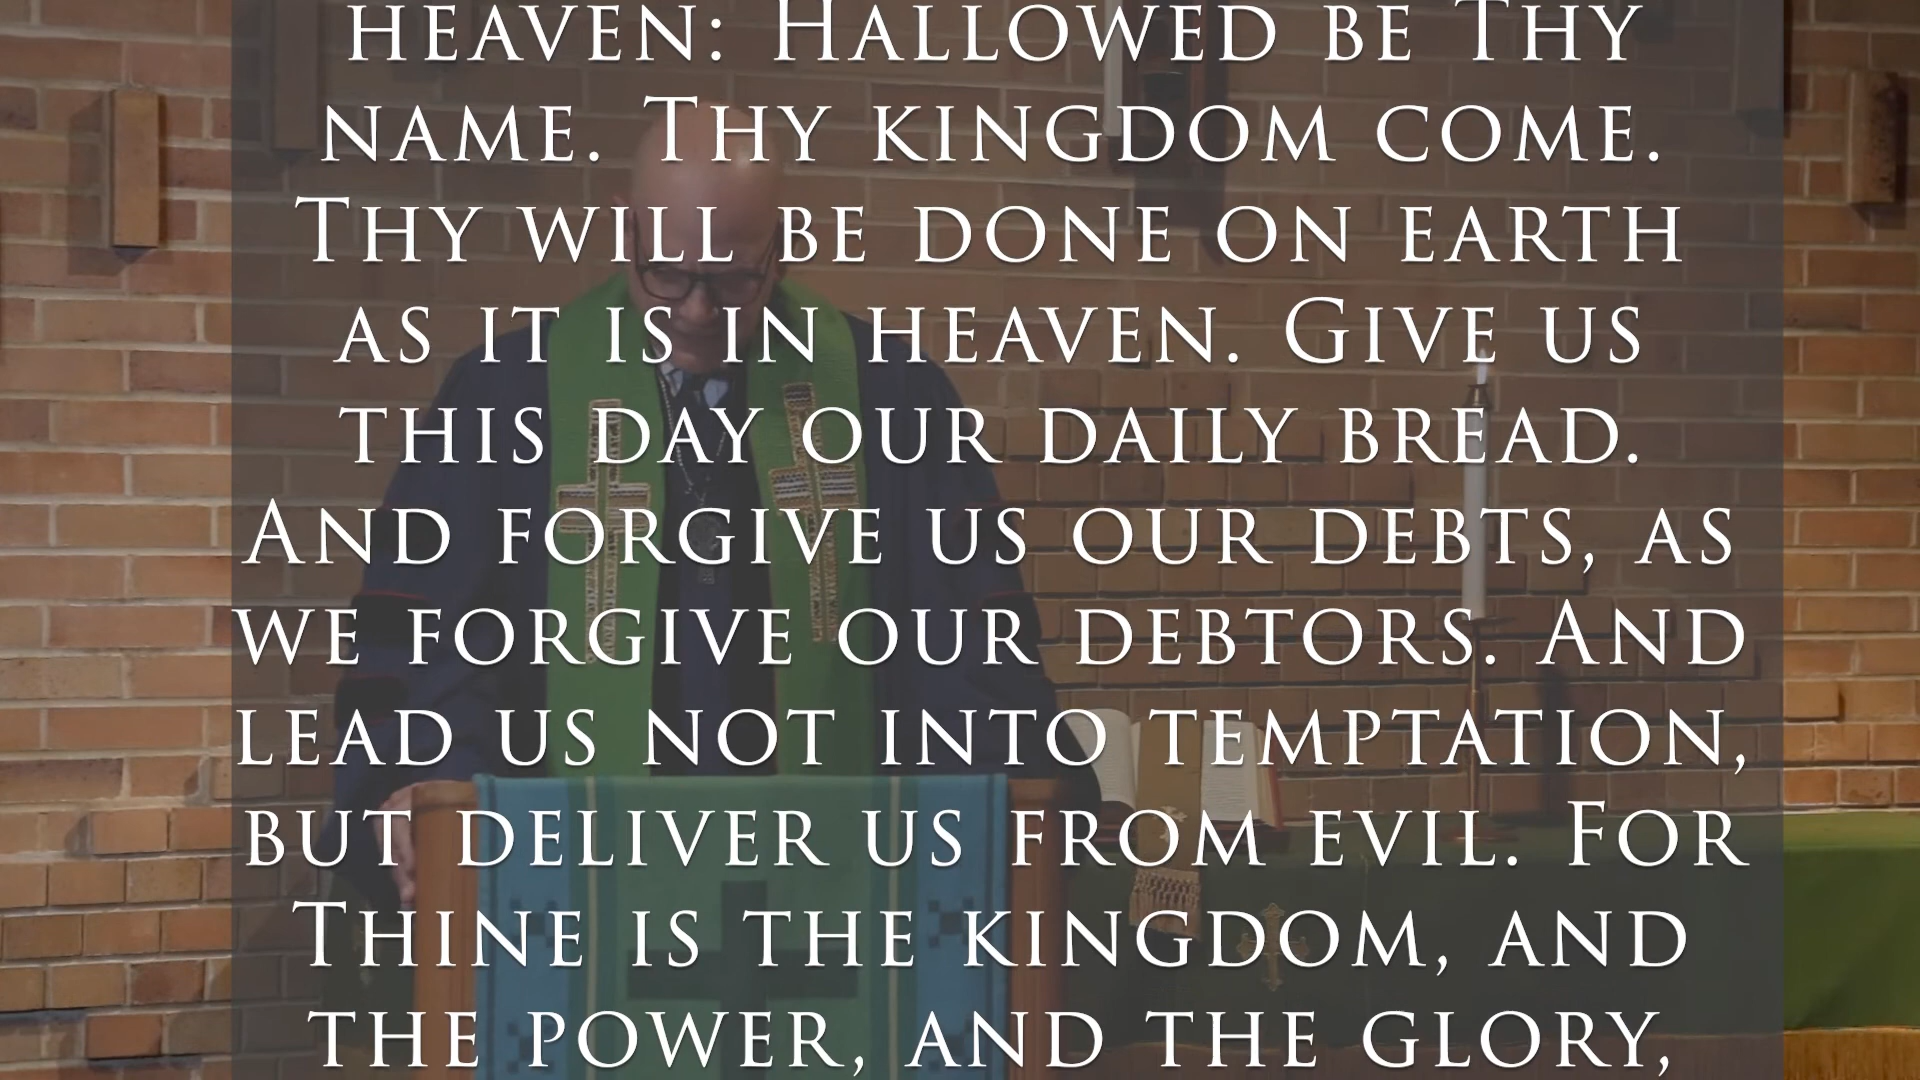 HEAVEN: HALLOWED BE THY
NAME. THY KINGDOM COME.
THY WILL BE DONE ON EARTH
AS IT IS IN HEAVEN. GIVE US
THIS DAY OUR DAILY BREAD.
AND FORGIVE US OUR DEBTS, AS
WE FORGIVE OUR DEBTORS. AND
LEAD US NOT INTO TEMPTATION,
BUT DELIVER US FROM EVIL. FOR
THINE IS THE KINGDOM, AND
THE POWER, AND THE GLORY,